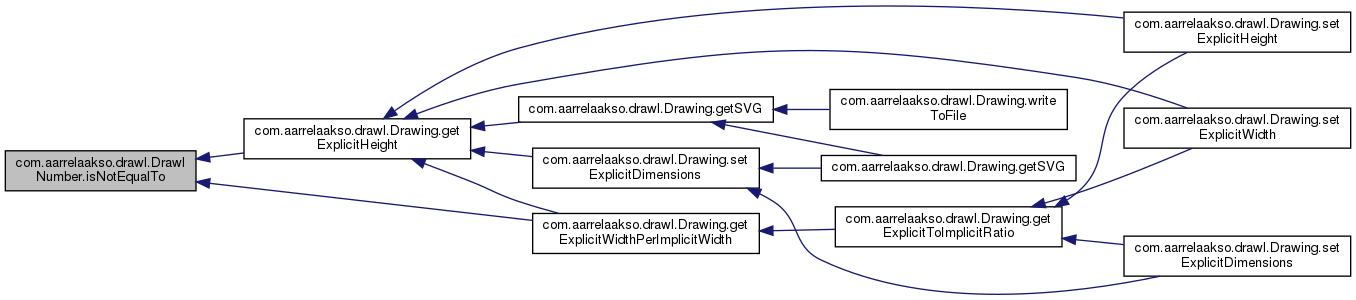 com.aarrelaakso.drawl.Drawl
Number.isNotEqualTo
com.aarrelaakso.drawl.Drawing.get
ExplicitHeight
com.aarrelaakso.drawl.Drawing.getSVG
com.aarrelaakso.drawl.Drawing.set
ExplicitDimensions
com.aarrelaakso.drawl.Drawing.get
ExplicitWidthPerImplicitWidth
com.aarrelaakso.drawl.Drawing.write
ToFile
com.aarrelaakso.drawl.Drawing.getSVG
com.aarrelaakso.drawl.Drawing.get
ExplicitToImplicitRatio
com.aarrelaakso.drawl.Drawing.set
ExplicitHeight
com.aarrelaakso.drawl.Drawing.set
ExplicitWidth
com.aarrelaakso.drawl.Drawing.set
ExplicitDimensions